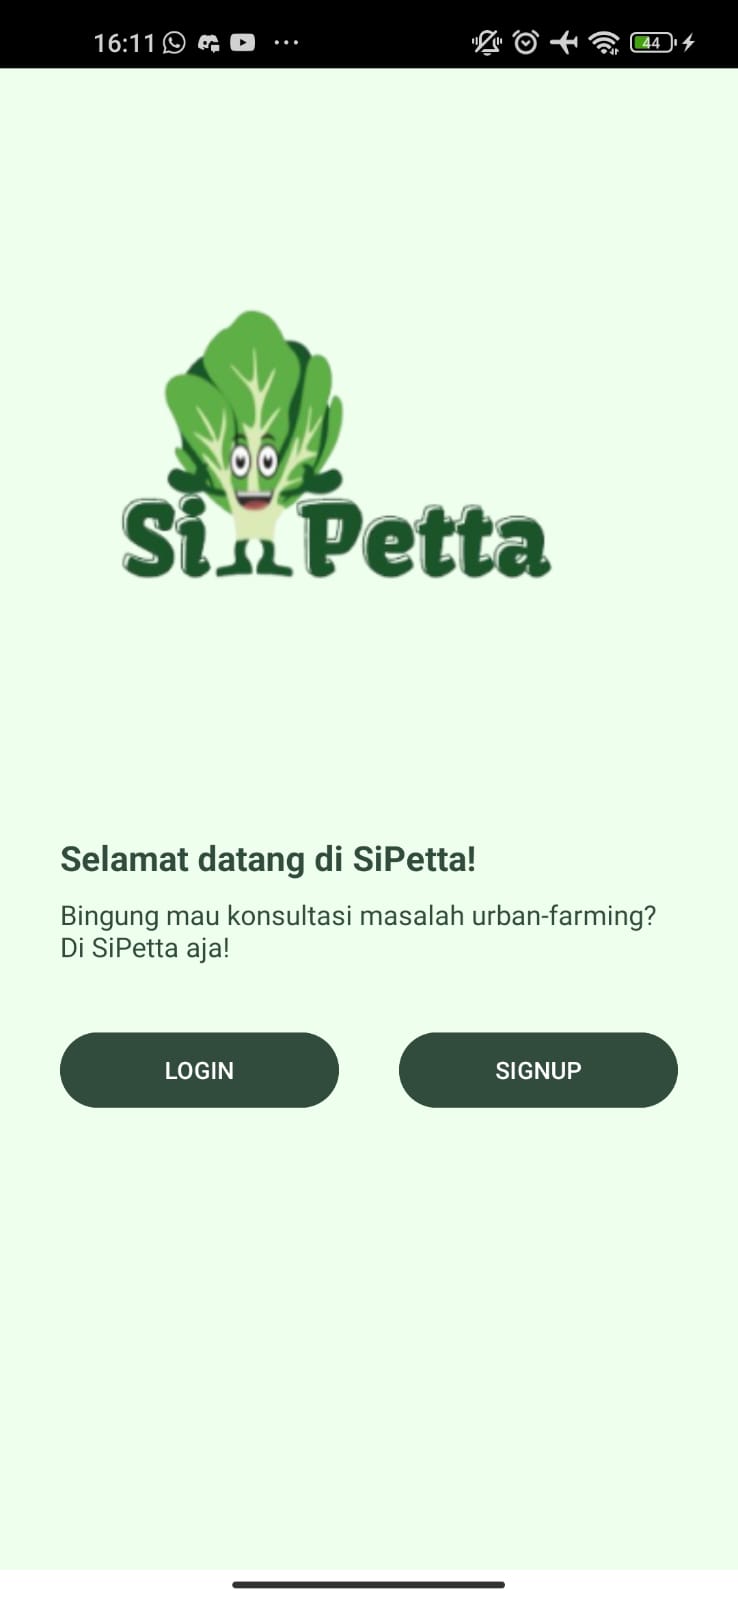 16:11
44
Si Petta
Selamat datang di SiPetta!
Bingung mau konsultasi masalah urban-farming?
Di SiPetta aja!
LOGIN
SIGNUP